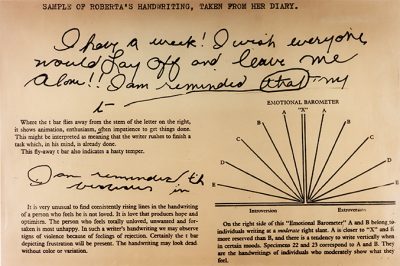 SAMPLE OF ROBERTA'S HANDWRITING, TAKEN FROM HER DIARY.
I have a week! I wish everyone
would Lay off and leave me
Alone!! I am reminded that my
t
Where the t bar flies away from the stem of the letter on the right,
it shows animation, enthusiasm, often impatience to get things done.
This might be interpreted as meaning that the writer rushes to finish a
task which, in his mind, is already done.
This fly-away t bar also indicates a hasty temper.
I am reminded th
in
It is very unusual to find consistently rising lines in the handwriting
of a person who feels he is not loved. It is love that produces hope and
optimism. The person who feels totally unloved, unwanted and for-
saken is most unhappy. In such a writer's handwriting we may observe
signs of violence because of feelings of rejection. Certainly the t bar
depicting frustration will be present. The handwriting may look dead
without color or variation.
EMOTIONAL BAROMETER
"X"
A A
B B
C
D
E E
Introversion Extroversion
On the right side of this "Emotional Barometer" A and B belong to
individuals writing at a moderate right slant. A is closer to "X" and is
more reserved than B, and there is a tendency to write vertically when
in certain moods. Specimens 22 and 23 correspond to A and B. They
are the handwritings of individuals who moderately show what they
feel.